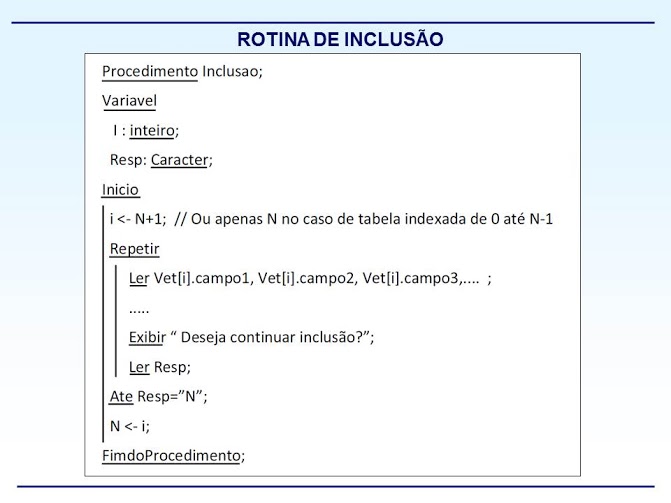 ROTINA DE INCLUSÃO
Procedimento Inclusao;
Variavel
I : inteiro;
Resp: Caracter;
Inicio
i <- N+1; // Ou apenas N no caso de tabela indexada de 0 até N-1
Repetir
Ler Vet[i].campo1, Vet[i].campo2, Vet[i].campo3,.... ;
.....
Exibir “ Deseja continuar inclusão?”;
Ler Resp;
Ate Resp=”N”;
N <- i;
FimdoProcedimento;